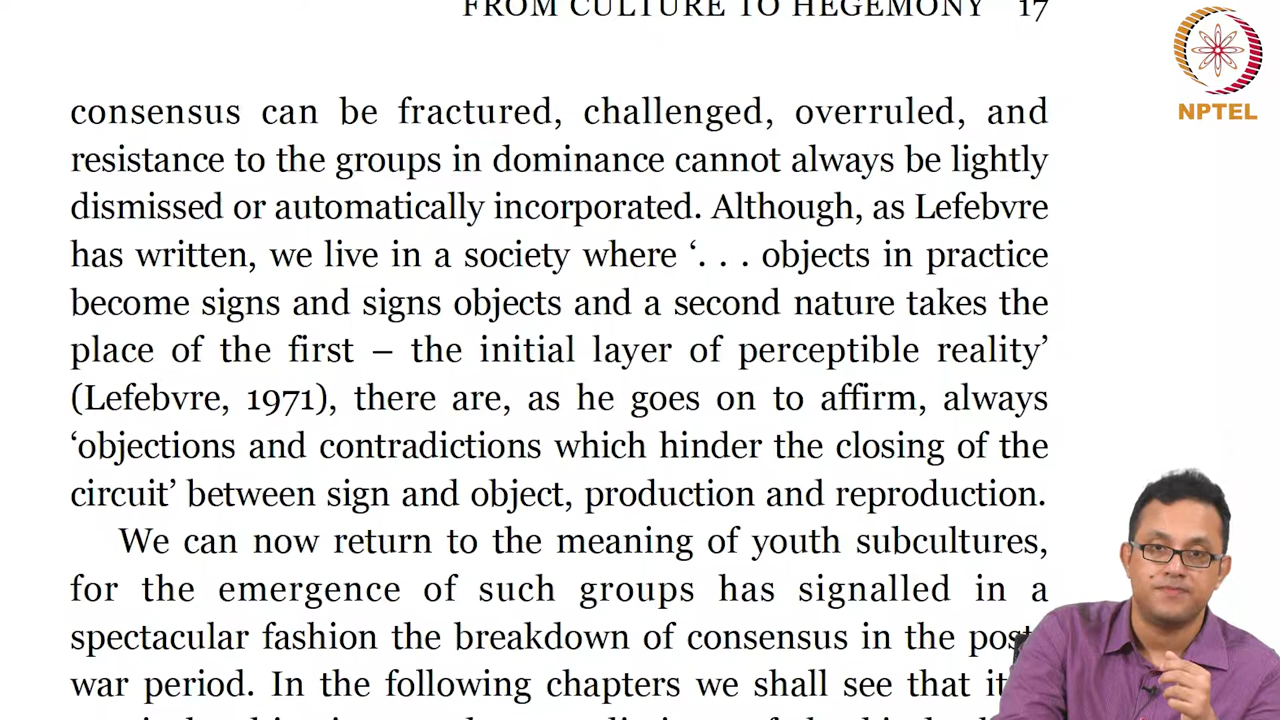 FROM CULTURE TO HEGEMONY 17
NPTEL
consensus can be fractured, challenged, overruled, and
resistance to the groups in dominance cannot always be lightly
dismissed or automatically incorporated. Although, as Lefebvre
has written, we live in a society where ‘. . . objects in practice
become signs and signs objects and a second nature takes the
place of the first – the initial layer of perceptible reality’
(Lefebvre, 1971), there are, as he goes on to affirm, always
‘objections and contradictions which hinder the closing of the
circuit’ between sign and object, production and reproduction.
We can now return to the meaning of youth subcultures,
for the emergence of such groups has signalled in a
spectacular fashion the breakdown of consensus in the post-
war period. In the following chapters we shall see that it